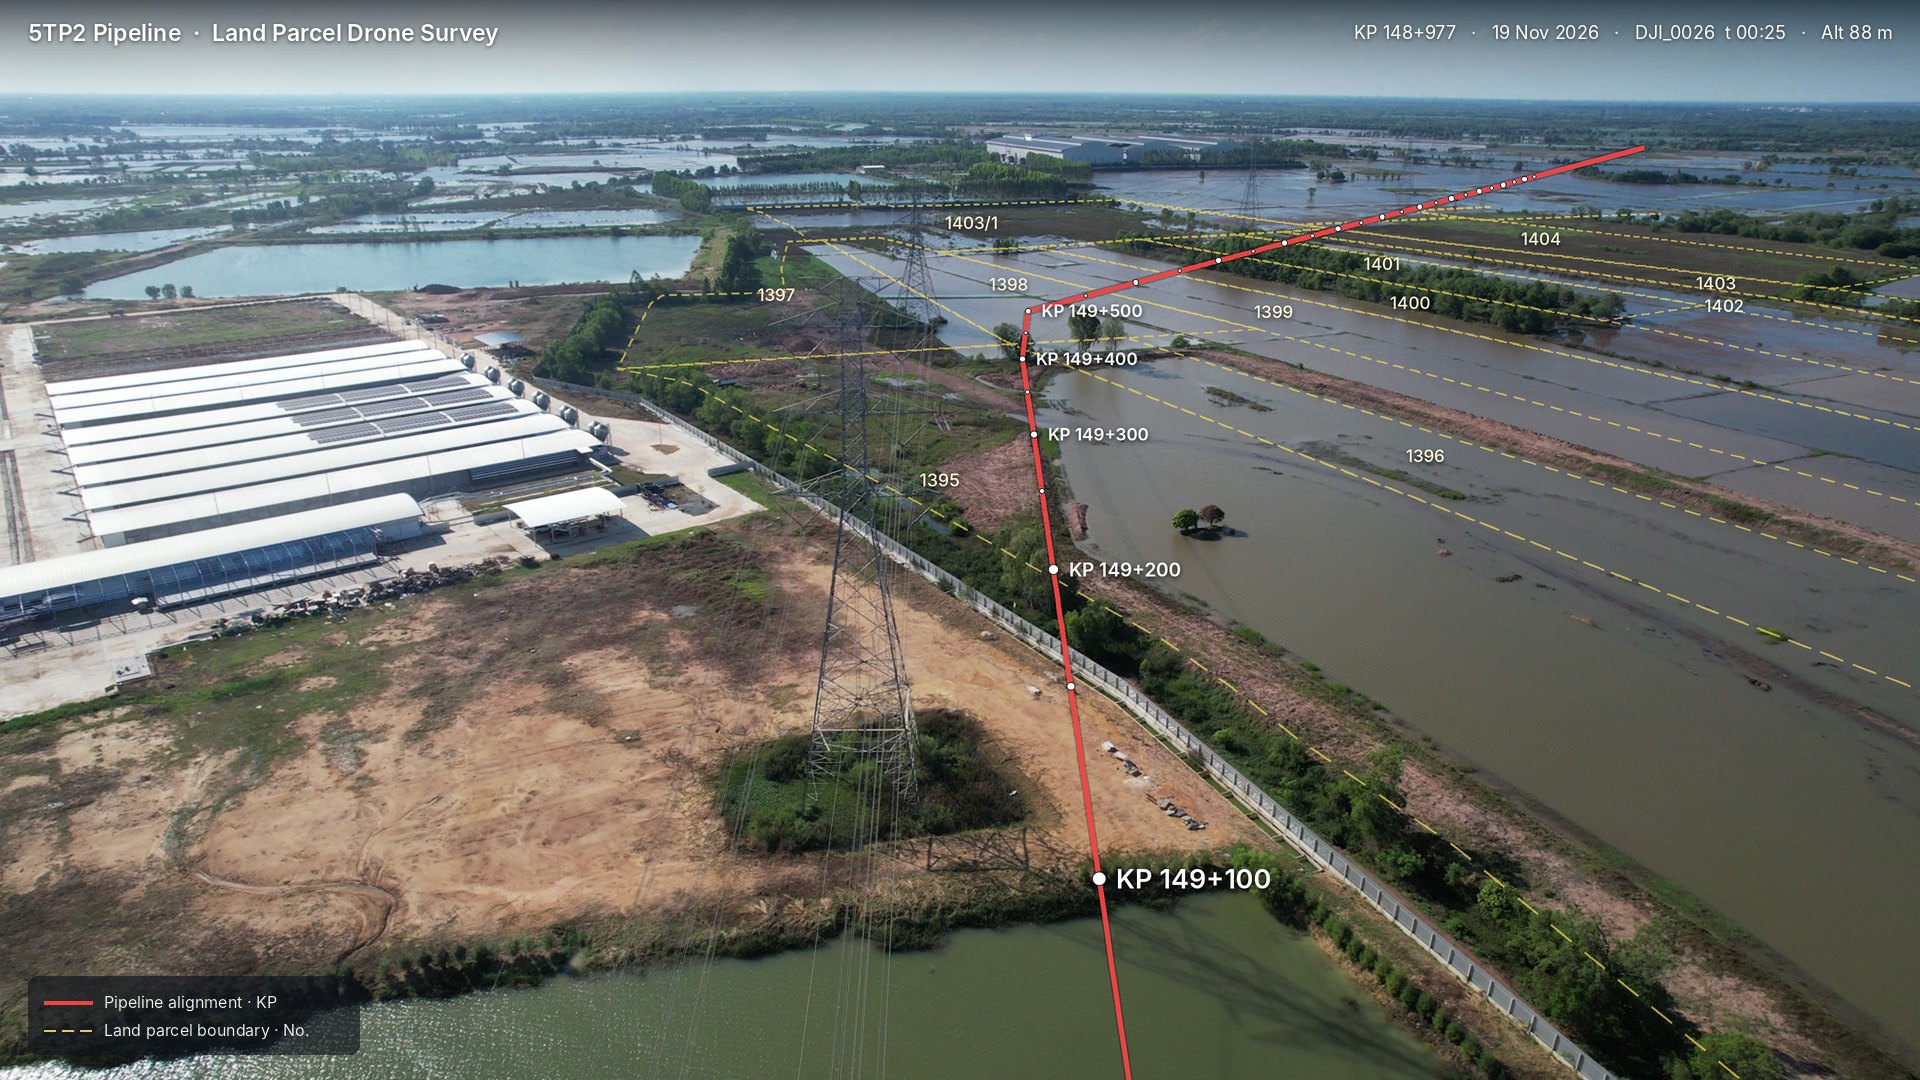 5TP2 Pipeline · Land Parcel Drone Survey
KP 148+977 · 19 Nov 2026 · DJI_0026 t 00:25 · Alt 88 m
1403/1
1404
1401
1398
1403
1397
1400
1402
KP 149+500
1399
KP 149+400
KP 149+300
1396
1395
KP 149+200
KP 149+100
Pipeline alignment · KP
Land parcel boundary · No.